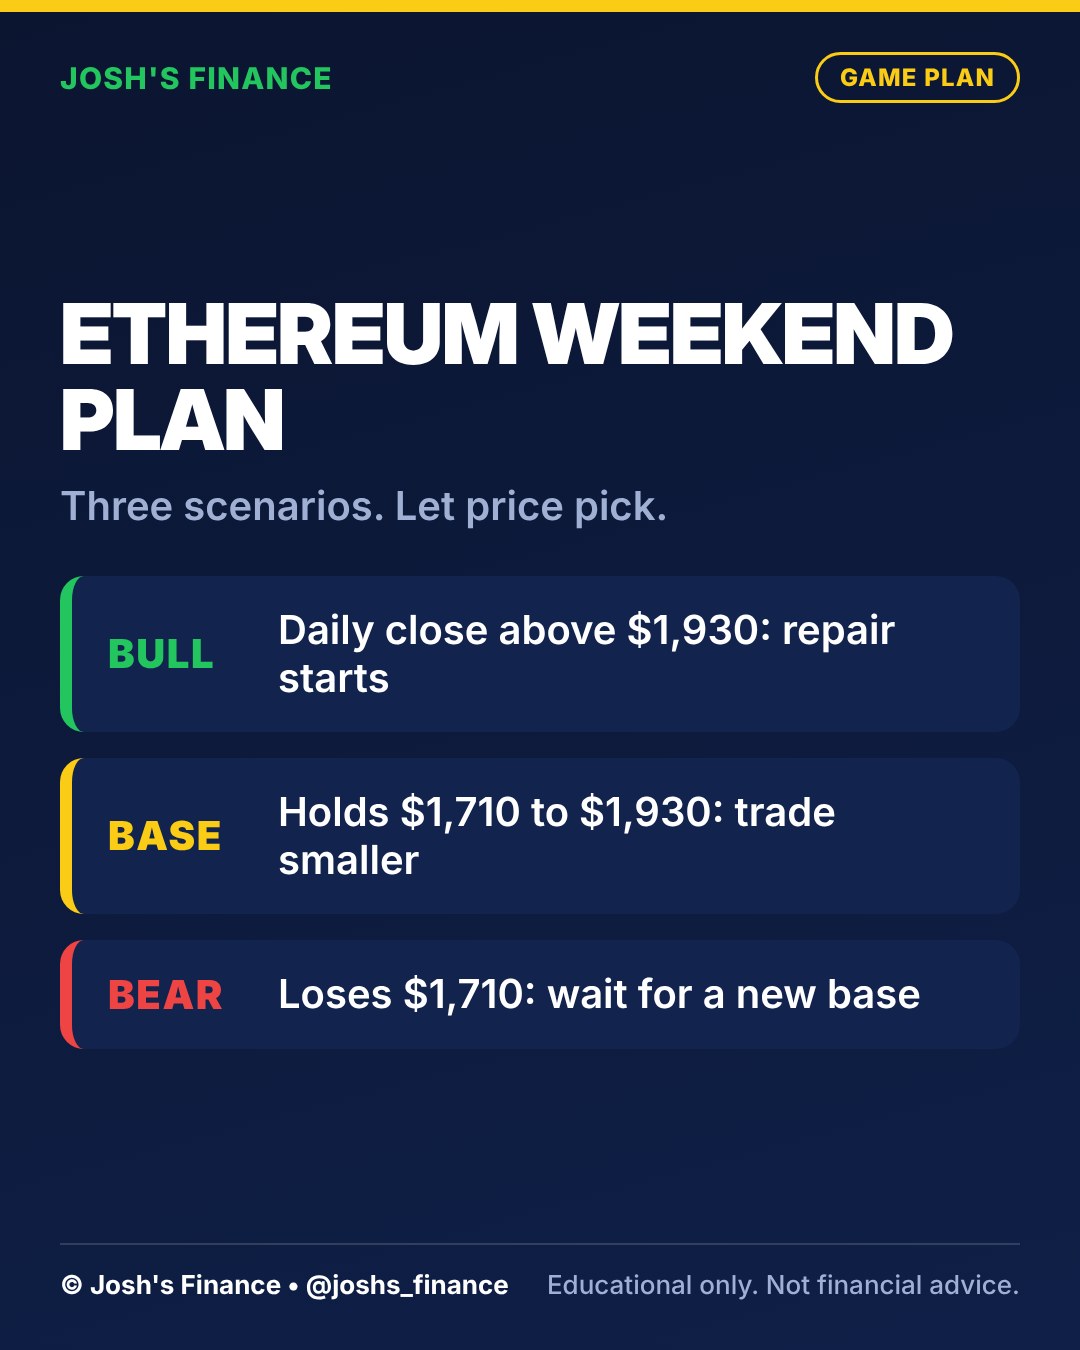 JOSH'S FINANCE
GAME PLAN
ETHEREUM WEEKEND
PLAN
Three scenarios. Let price pick.
BULL
Daily close above $1,930: repair
starts
BASE
Holds $1,710 to $1,930: trade
smaller
BEAR
Loses $1,710: wait for a new base
© Josh's Finance • @joshs_finance
Educational only. Not financial advice.